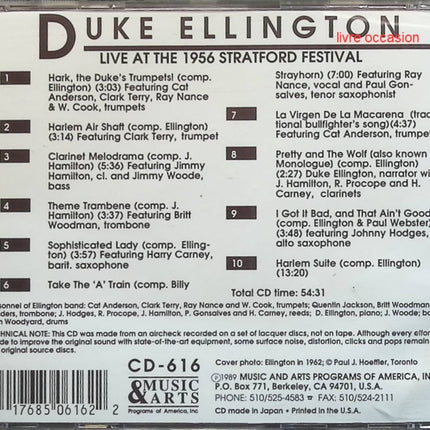 DUKE ELLINGTON
livre occasion
LIVE AT THE 1956 STRATFORD FESTIVAL
1 Hark, the Duke's Trumpets! (comp.
Ellington) (3:03) Featuring Cat
Anderson, Clark Terry, Ray Nance
& W. Cook, trumpets
2 Harlem Air Shaft (comp. Ellington)
(3:14) Featuring Clark Terry, trumpet
3 Clarinet Melodrama (comp. J.
Hamilton) (5:36) Featuring Jimmy
Hamilton, cl. and Jimmy Woode,
bass
4 Theme Trambene (comp. J.
Hamilton) (3:36) Featuring Britt
Woodman, trombone
5 Sophisticated Lady (comp. Elling-
ton) (3:57) Featuring Harry
Carney, barit. saxophone
6 Take The 'A' Train (comp. Billy
Strayhorn) (7:00) Featuring Ray
Nance, vocal and Paul Gon-
salves, tenor saxophonist
7 La Virgen De La Macarena (trad
tional bullfighter's song)(4:37)
Featuring Cat Anderson, trumpet
8 Pretty and The Wolf (also known
Monologue) (comp. Ellington)
(2:27) Duke Ellington, narrator wi
J. Hamilton, R. Procope and H.
Carney, clarinets
9 I Got It Bad, and That Ain't Good
(comp. Ellington & Paul Webster)
(3:48) featuring Johnny Hodges,
alto saxophone
10 Harlem Suite (comp. Ellington)
(13:20)
Total CD time: 54:31
sonnel of Ellington band: Cat Anderson, Clark Terry, Ray Nance and W. Cook, trumpets; Quentin Jackson, Britt Woodman
nders, trombone; J. Hodges, R. Procope, J. Hamilton, P. Gonsalves and H. Carney, reeds; D. Ellington, piano; J. Woode; ba
n Woodyard, drums
HNICAL NOTE: This CD was made from an aircheck recorded on a set of lacquer discs, not on tape. Although every effor
made to improve the original sound with state-of-the-art equipment, some surface noise, distortion, clicks and pops remain
original source discs.
CD-616
MUSIC
& ARTS
Programs of America, Inc.
17685 06162 2
Cover photo: Ellington in 1962; © Paul J. Hoeffler, Toronto
℗1989 MUSIC AND ARTS PROGRAMS OF AMERICA, IN
P.O. Box 771, Berkeley, CA 94701, U.S.A.
PHONE: 510/525-4583 FAX: 510/524-2111
CD made in Japan • Printed in the U.S.A.